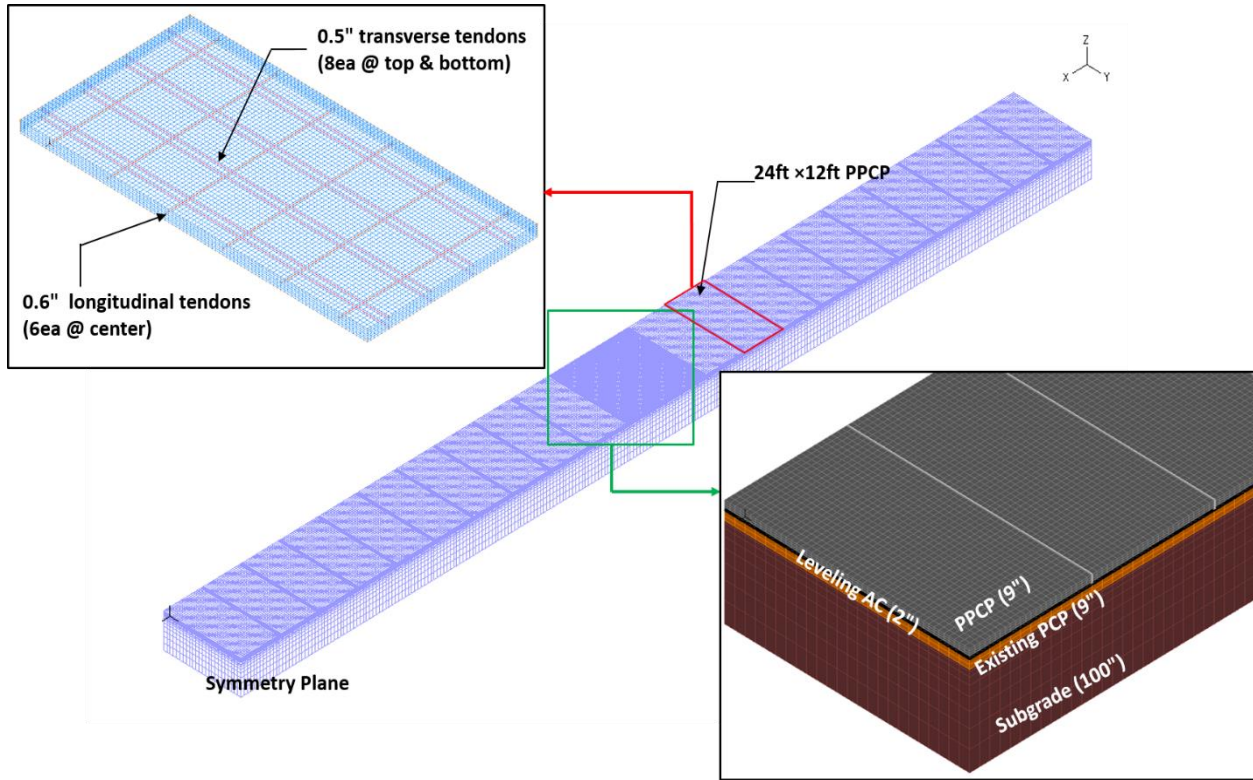 0.5" transverse tendons
(8ea @ top & bottom)
Z
X
Y
24ft ×12ft PPCP
0.6"  longitudinal tendons
(6ea @ center)
Leveling AC (2")
PPCP (9")
Existing PCP (9")
Subgrade (100")
Symmetry Plane